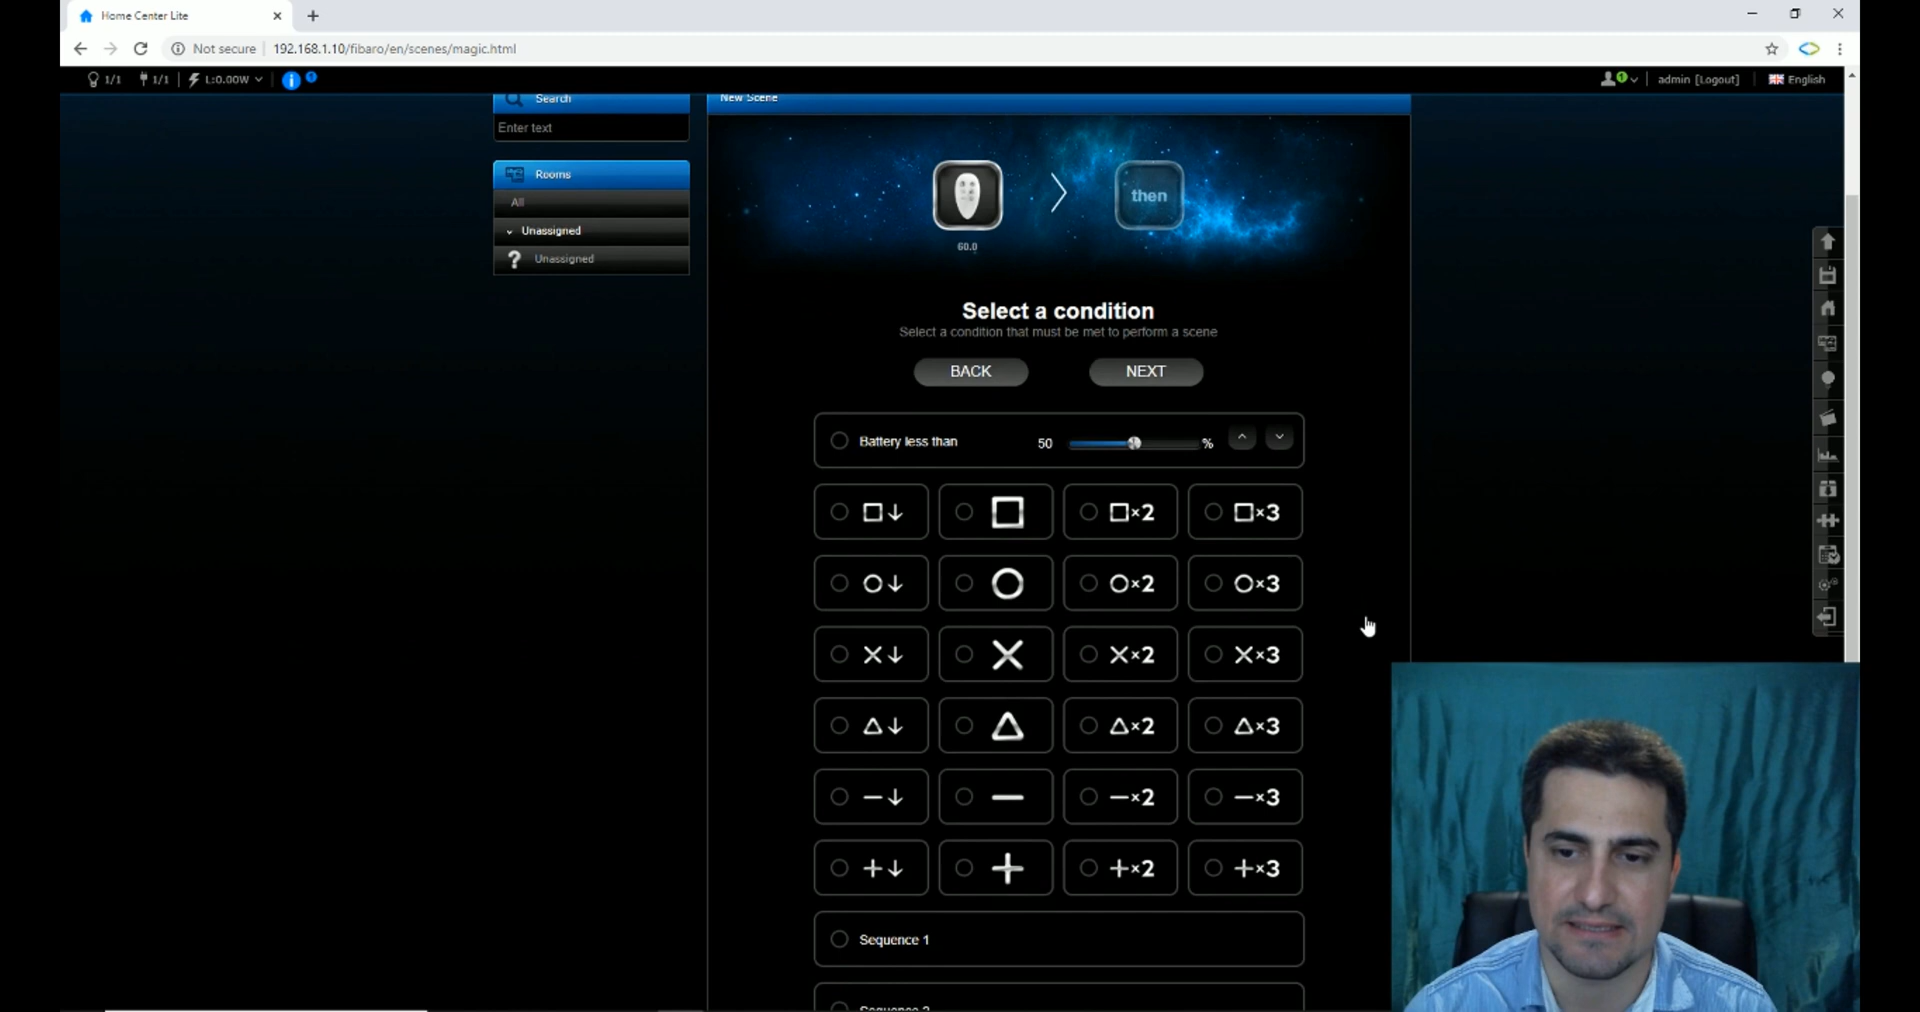 Home Center Lite
Not secure 192.168.1.10/fibaro/en/scenes/magic.html
1/1 1/1 L:0.00W
1 admin [Logout] English
Search
New Scene
Enter text
Rooms
All
Unassigned
Unassigned
then
60.0
Select a condition
Select a condition that must be met to perform a scene
BACK NEXT
Battery less than 50 %
□↓ □ □×2 □×3
○↓ ○ ○×2 ○×3
×↓ × ××2 ××3
△↓ △ △×2 △×3
−↓ − −×2 −×3
+↓ + +×2 +×3
Sequence 1
Sequence 2